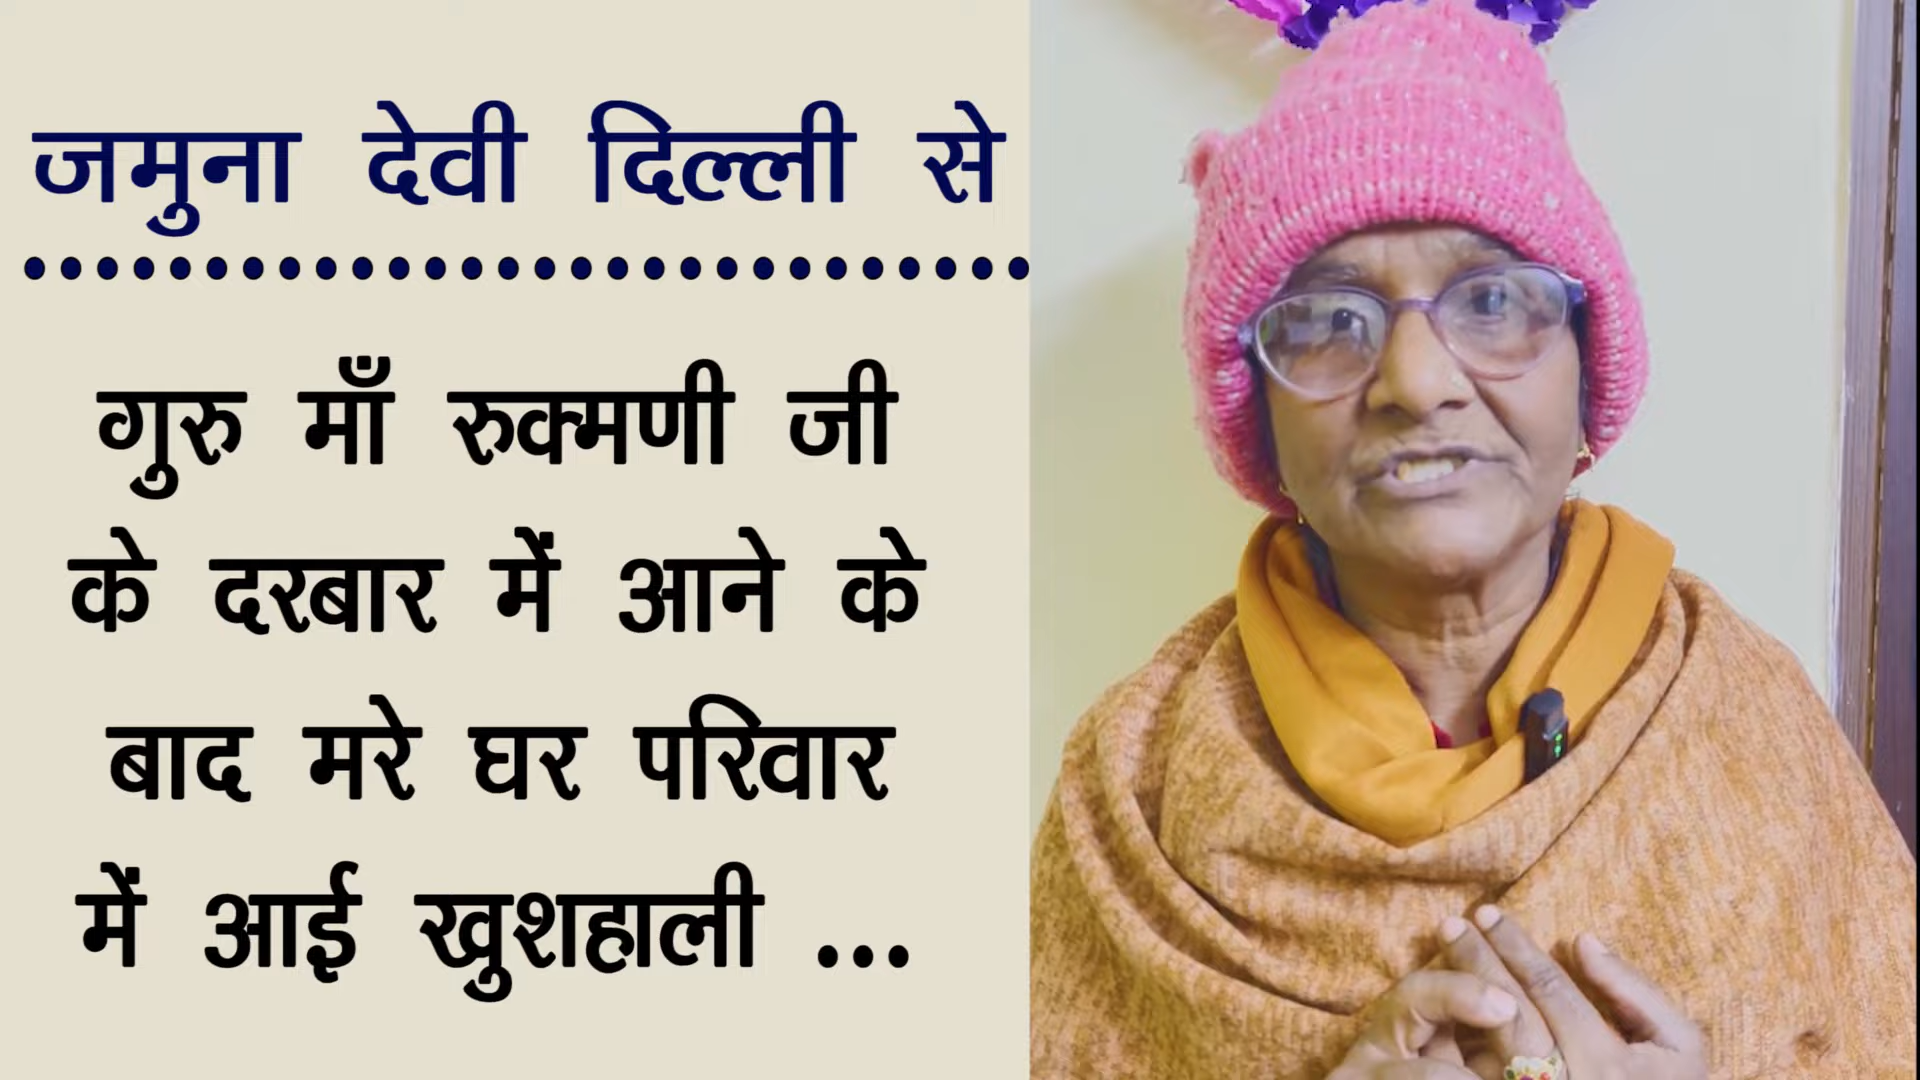 जमुना देवी दिल्ली से
गुरु माँ रुक्मणी जी
के दरबार में आने के
बाद मरे घर परिवार
में आई खुशहाली ...